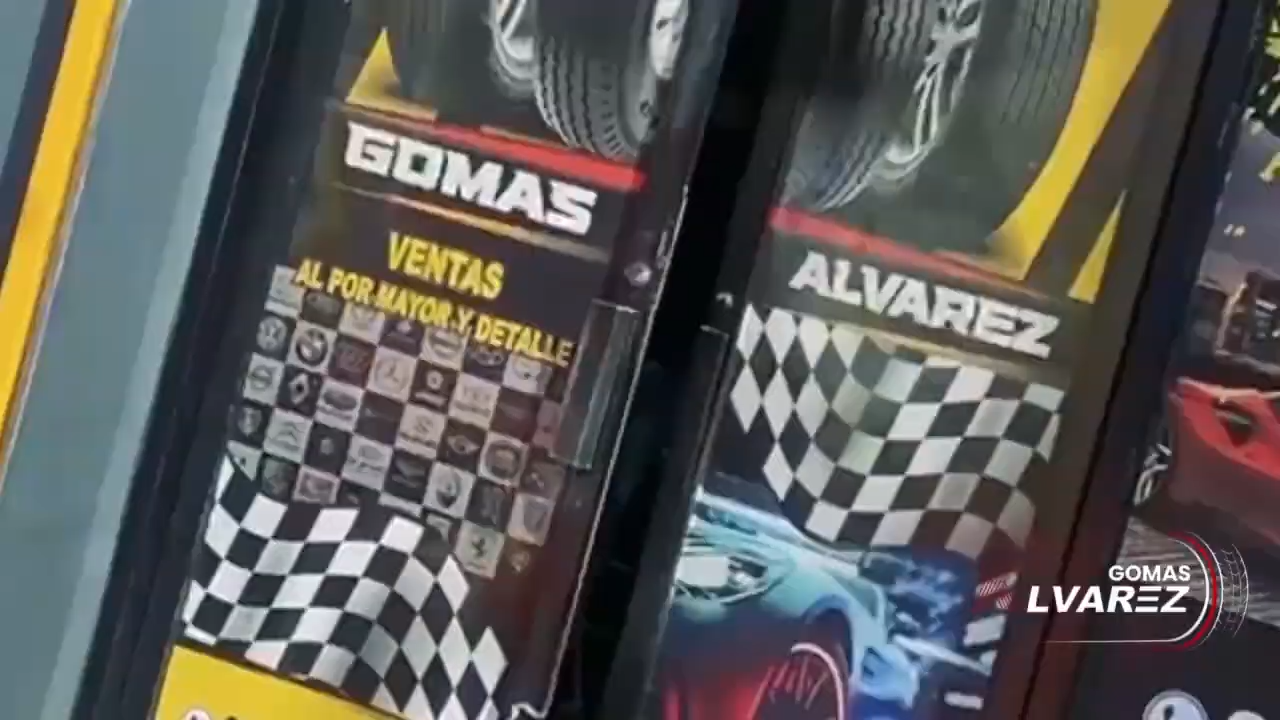 GOMAS
VENTAS
AL POR MAYOR Y DETALLE
ALVAREZ
GOMAS
LVAREZ